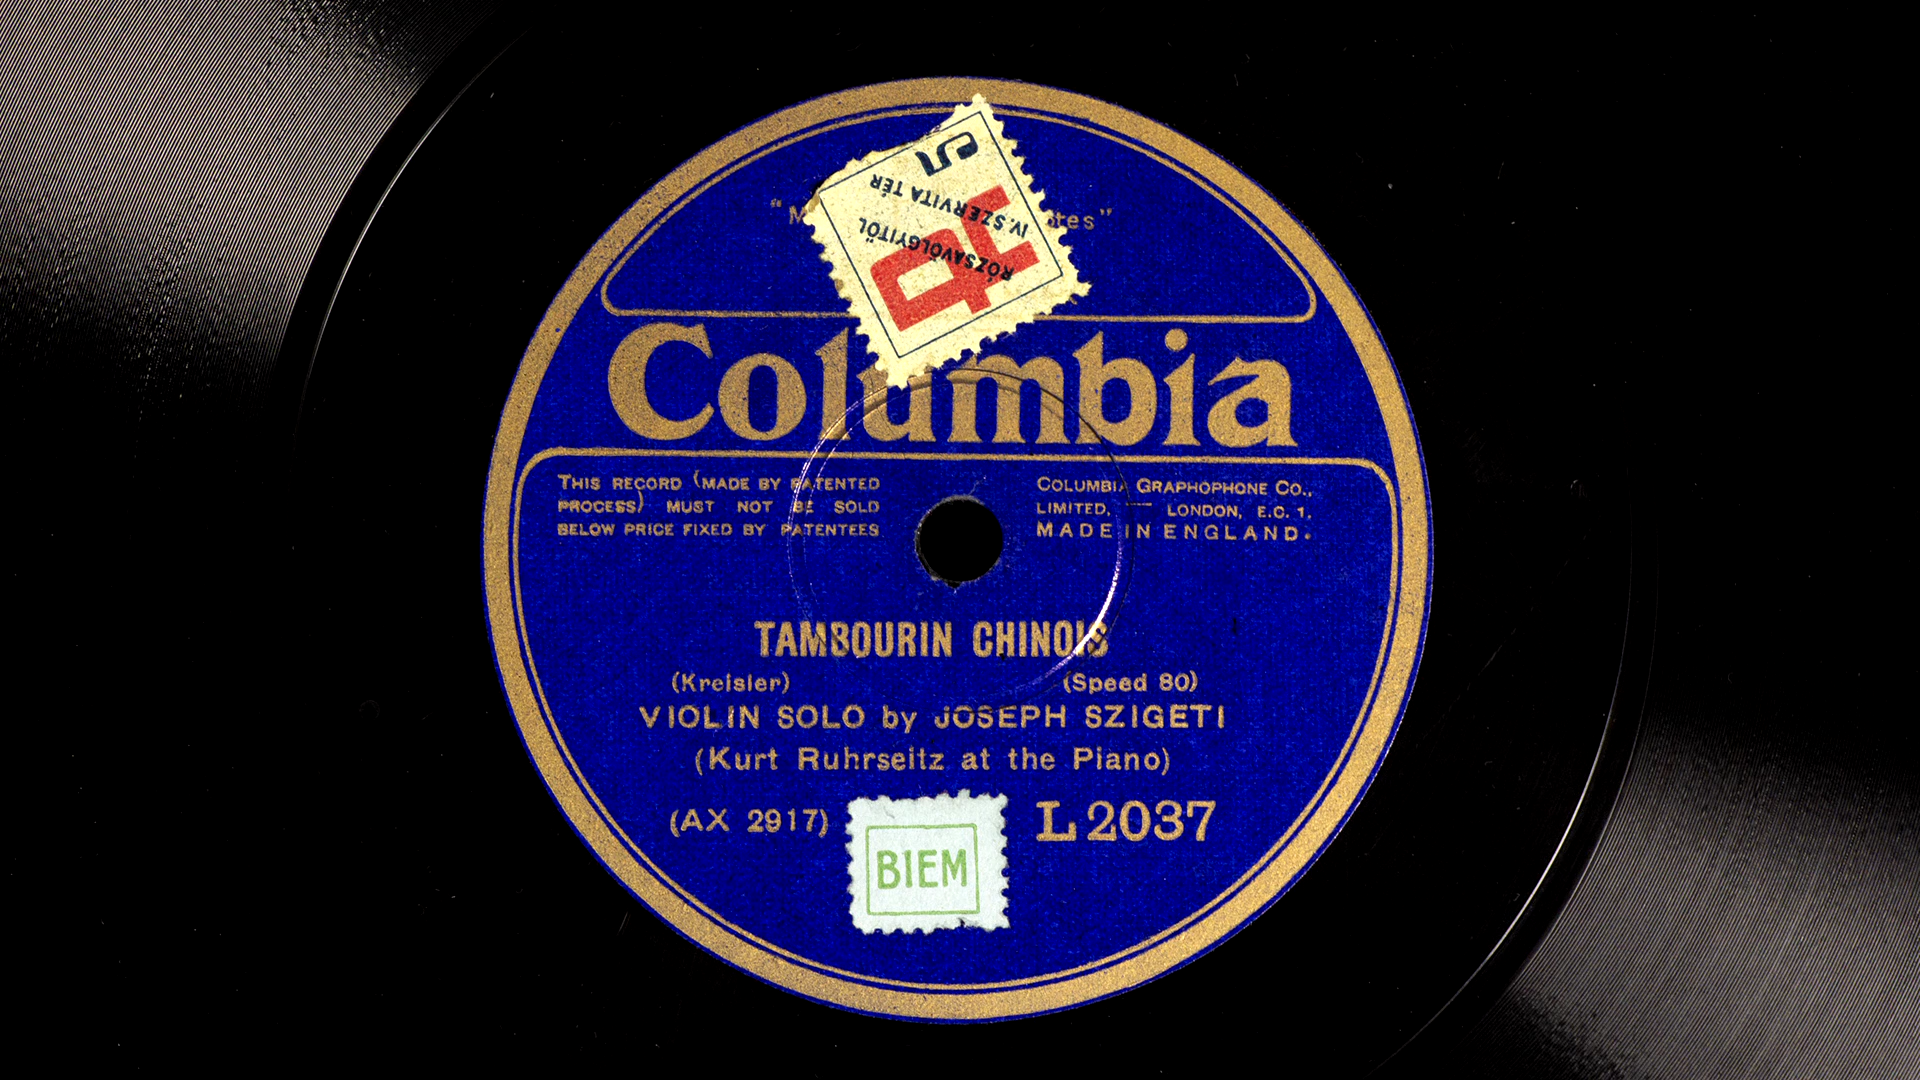 5
IV. SZERVITA TÉR
RÓZSAVÖLGYITŐL
R
Columbia
THIS RECORD (MADE BY PATENTED
PROCESS) MUST NOT BE SOLD
BELOW PRICE FIXED BY PATENTEES
COLUMBIA GRAPHOPHONE CO.,
LIMITED, — LONDON, E.C. 1.
MADE IN ENGLAND.
TAMBOURIN CHINOIS
(Kreisler) (Speed 80)
VIOLIN SOLO by JOSEPH SZIGETI
(Kurt Ruhrseitz at the Piano)
(AX 2917) L2037
BIEM